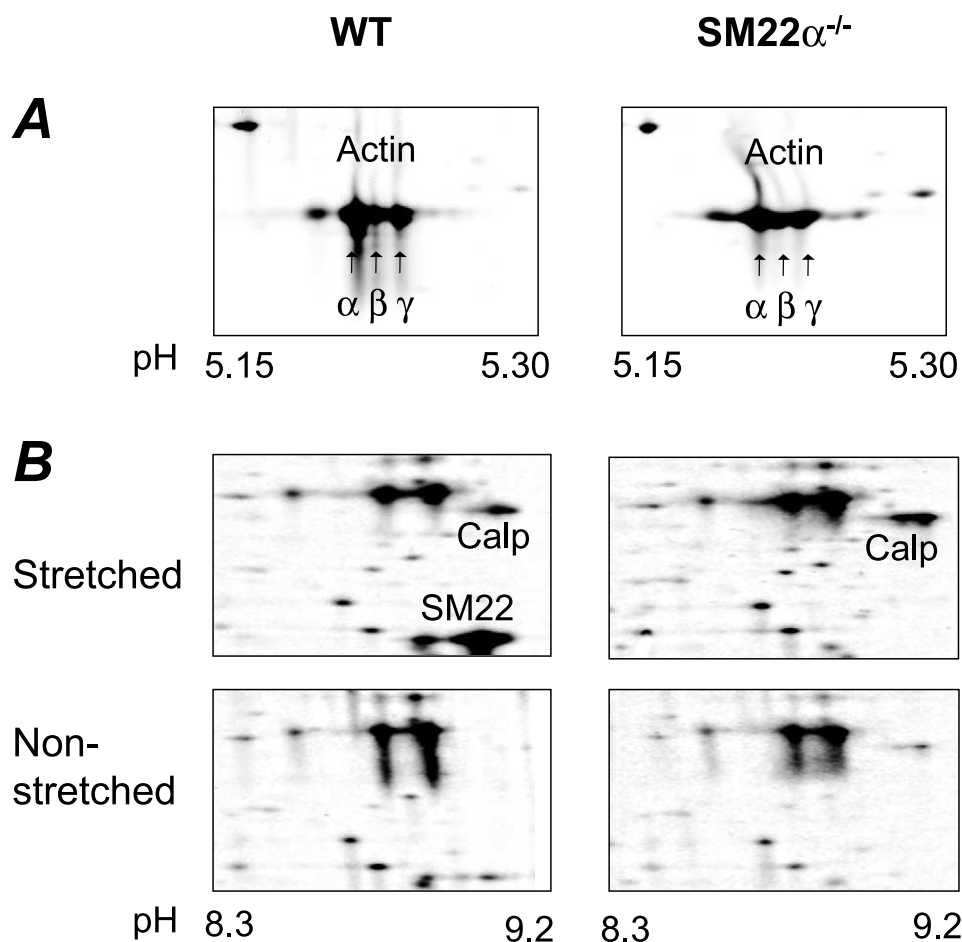 WT SM22α-/-
A
Actin Actin
α β γ α β γ
pH 5.15 5.30 5.15 5.30
B
Calp Calp
Stretched
SM22
Non-
stretched
pH 8.3 9.2 8.3 9.2